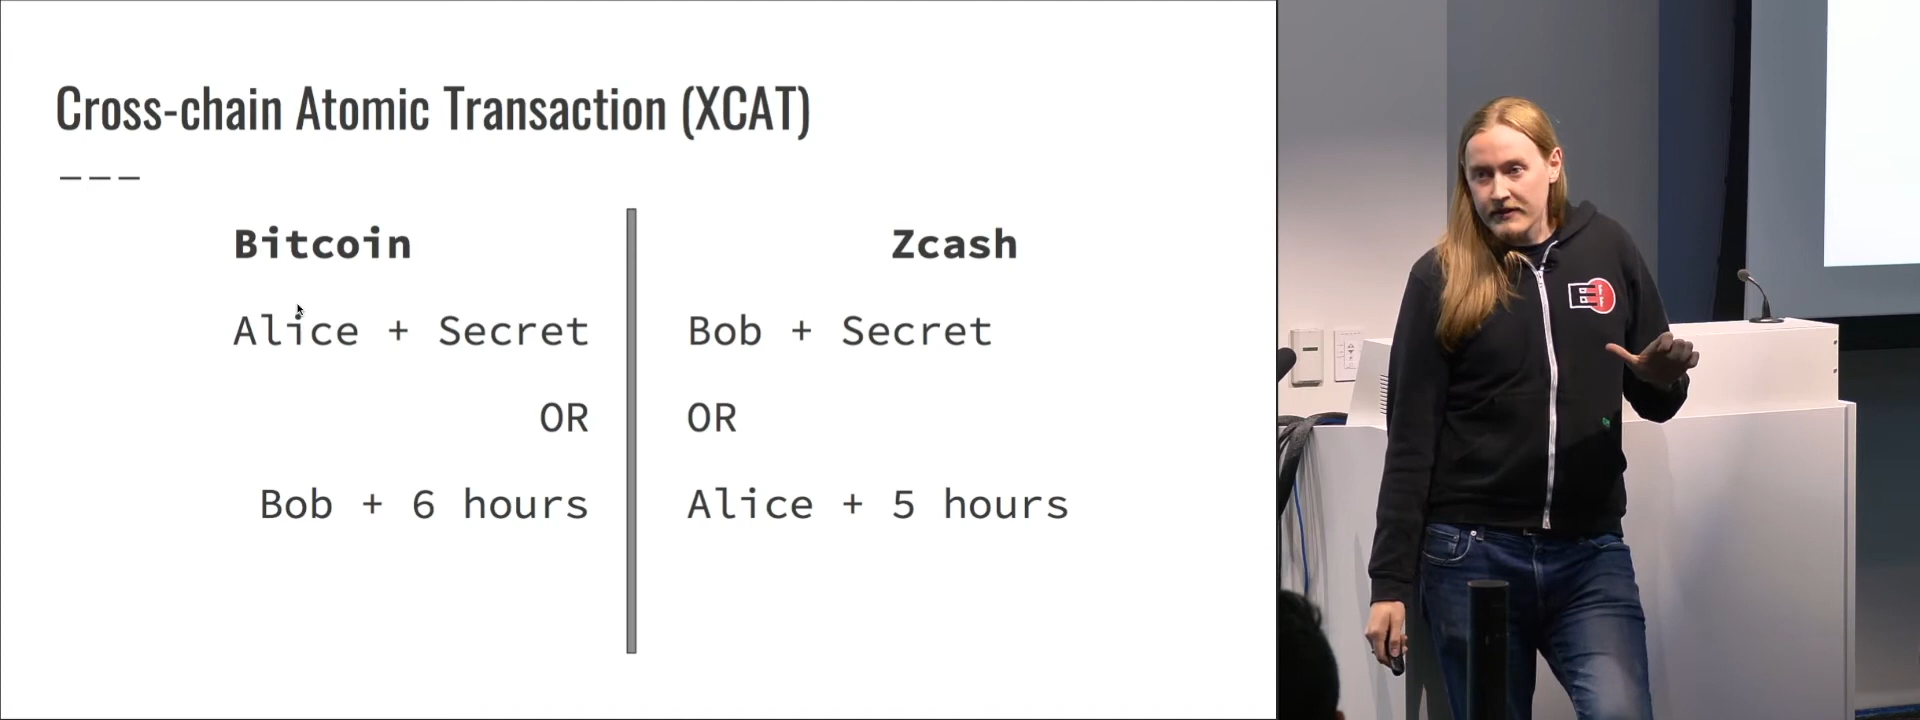 Cross-chain Atomic Transaction (XCAT)
Bitcoin
Alice + Secret
OR
Bob + 6 hours
Zcash
Bob + Secret
OR
Alice + 5 hours